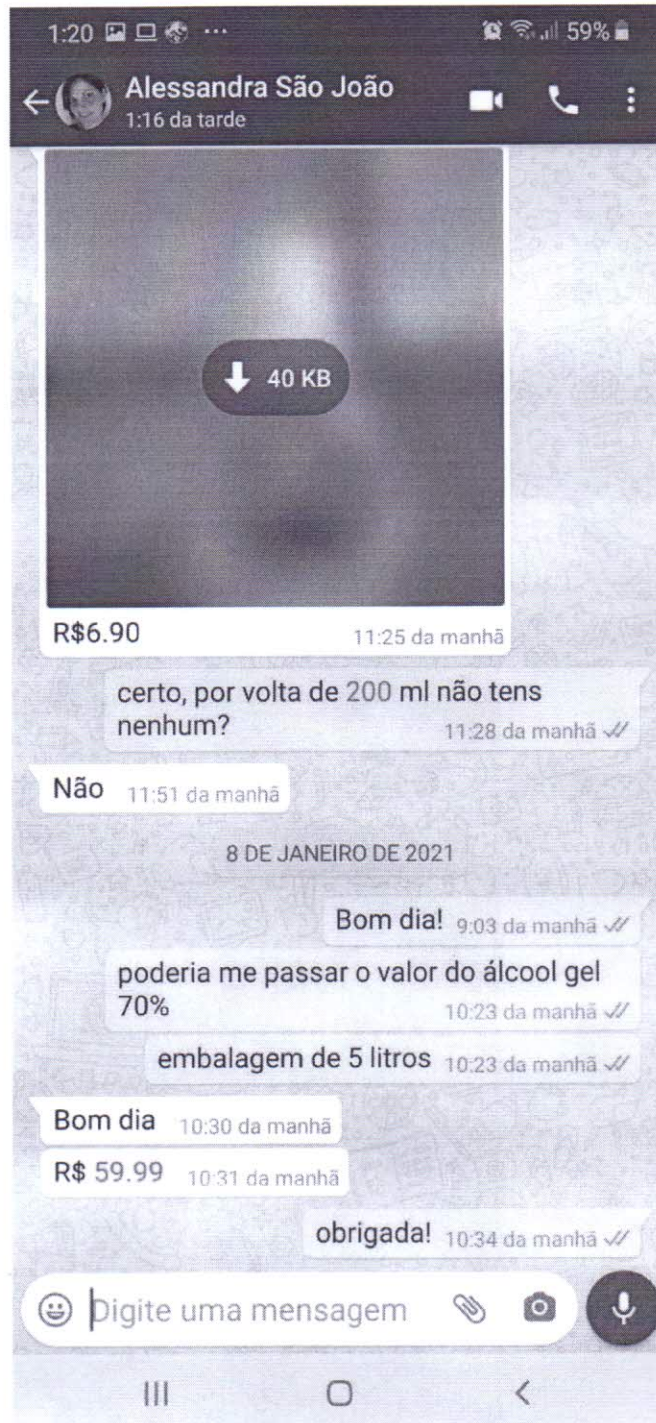 1:20 ... 59%
Alessandra São João
1:16 da tarde
40 KB
R$6.90 11:25 da manhã
certo, por volta de 200 ml não tens
nenhum? 11:28 da manhã
Não 11:51 da manhã
8 DE JANEIRO DE 2021
Bom dia! 9:03 da manhã
poderia me passar o valor do álcool gel
70% 10:23 da manhã
embalagem de 5 litros 10:23 da manhã
Bom dia 10:30 da manhã
R$ 59.99 10:31 da manhã
obrigada! 10:34 da manhã
Digite uma mensagem